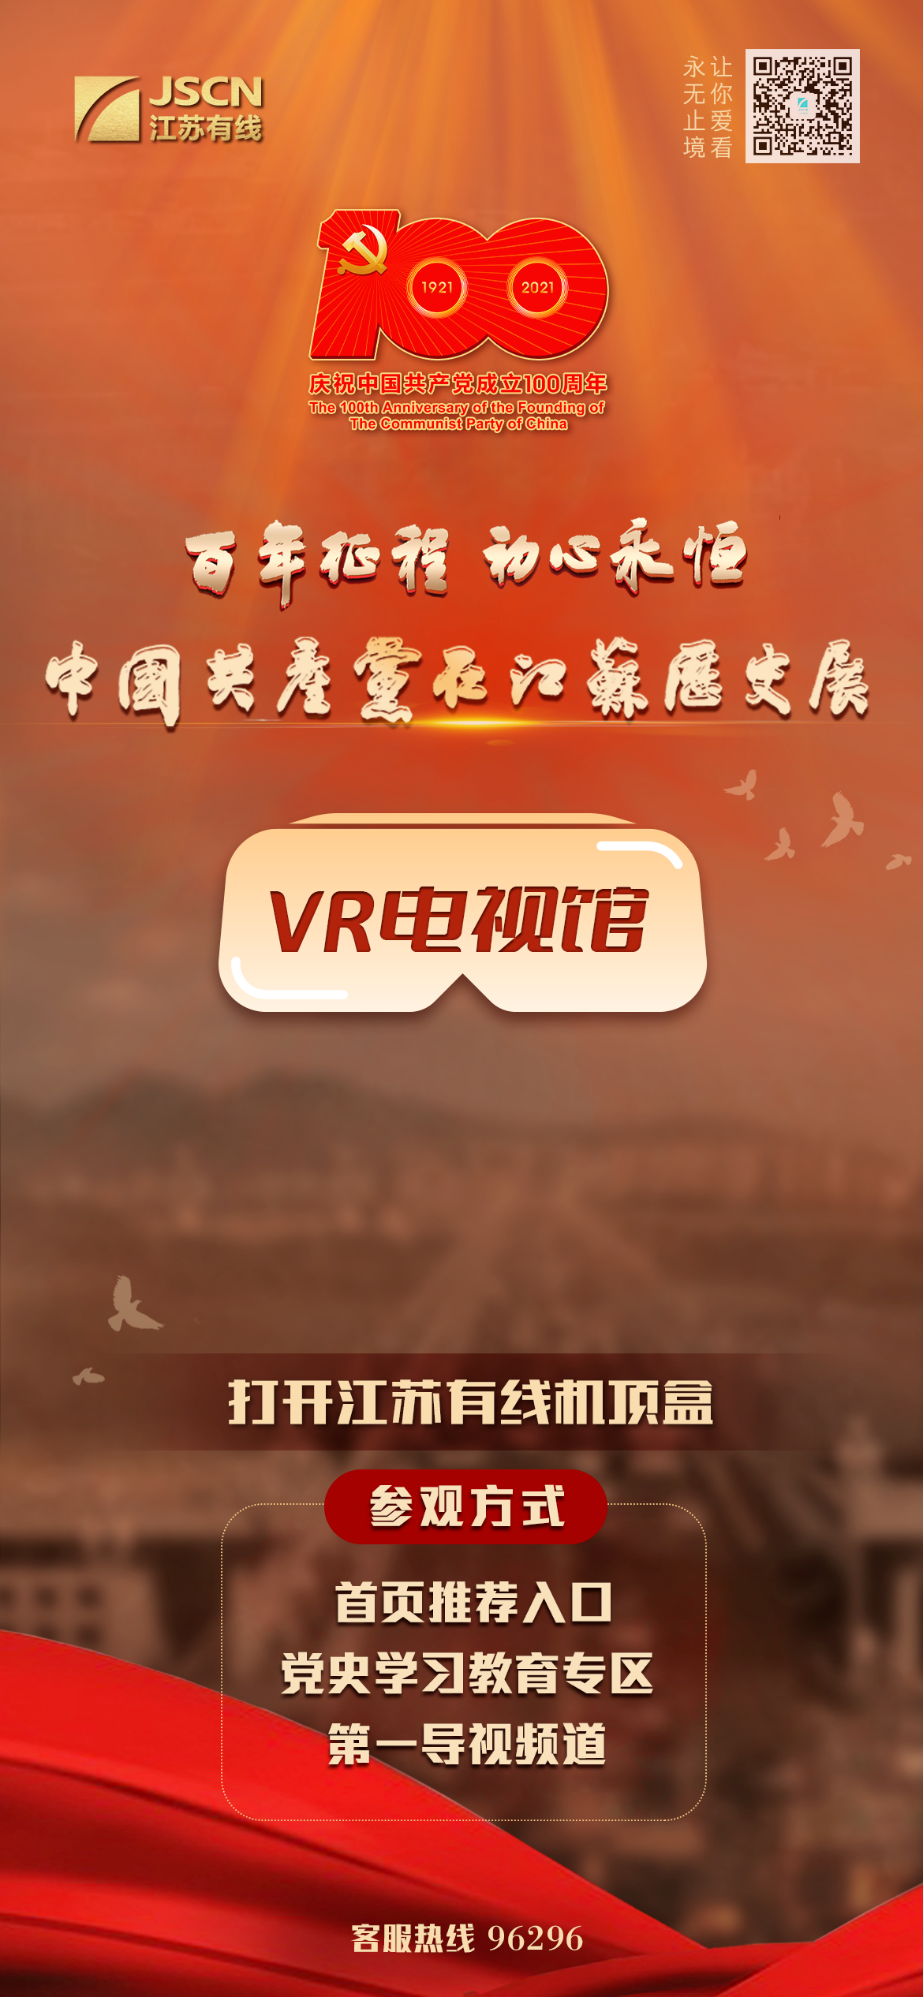 JSCN
江苏有线
让你爱看
永无止境
1921
2021
庆祝中国共产党成立100周年
The 100th Anniversary of the Founding of
The Communist Party of China
百年征程 初心永恒
中國共產黨在江蘇歷史展
VR电视馆
打开江苏有线机顶盒
参观方式
首页推荐入口
党史学习教育专区
第一导视频道
客服热线 96296